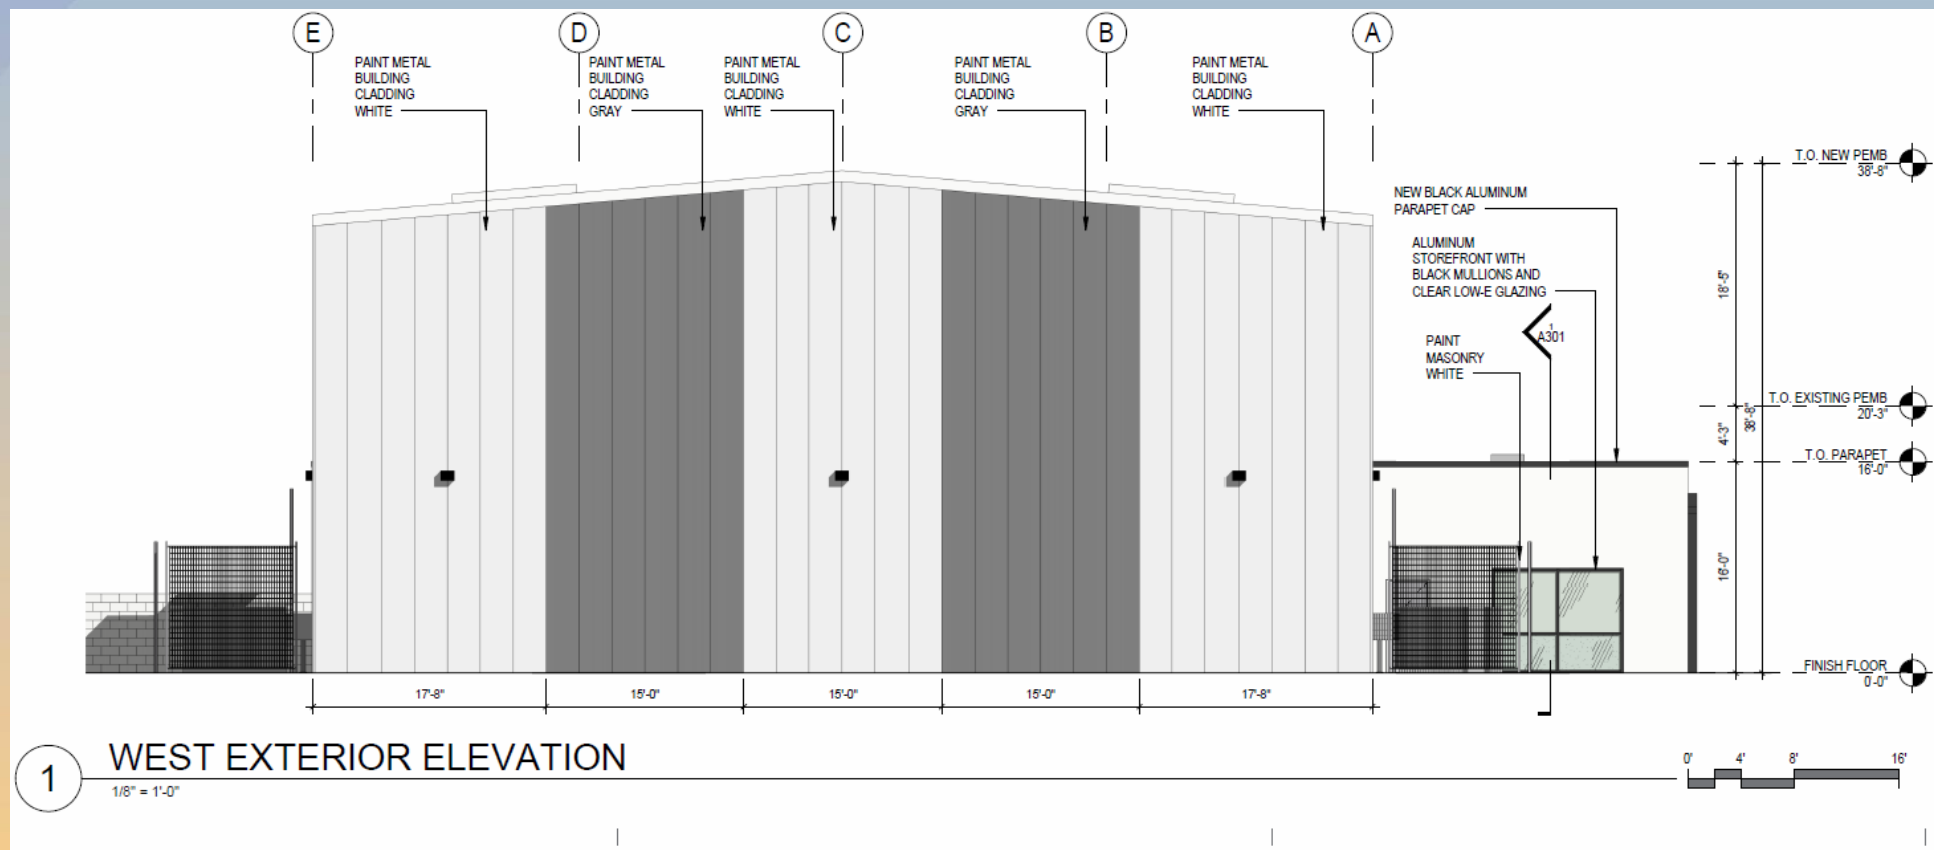 E
D
C
B
A
PAINT METAL
BUILDING
CLADDING
WHITE
PAINT METAL
BUILDING
CLADDING
GRAY
PAINT METAL
BUILDING
CLADDING
WHITE
PAINT METAL
BUILDING
CLADDING
GRAY
PAINT METAL
BUILDING
CLADDING
WHITE
T.O. NEW PEMB
38'-8"
NEW BLACK ALUMINUM
PARAPET CAP
ALUMINUM
STOREFRONT WITH
BLACK MULLIONS AND
CLEAR LOW-E GLAZING
1
A301
PAINT
MASONRY
WHITE
18'-5"
T.O. EXISTING PEMB
20'-3"
4'-3"
38'-8"
T.O. PARAPET
16'-0"
16'-0"
FINISH FLOOR
0'-0"
17'-8"
15'-0"
15'-0"
15'-0"
17'-8"
1
WEST EXTERIOR ELEVATION
1/8" = 1'-0"
0'
4'
8'
16'